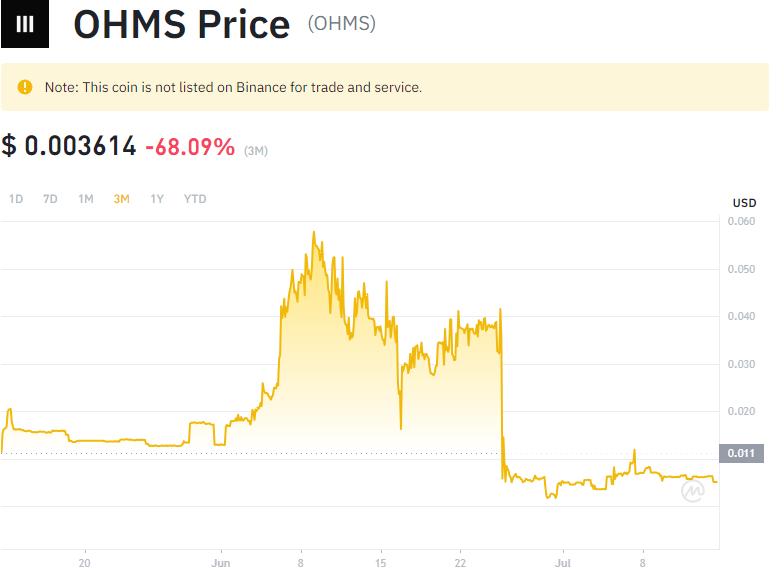 OHMS Price (OHMS)
Note: This coin is not listed on Binance for trade and service.
$ 0.003614 -68.09% (3M)
1D 7D 1M 3M 1Y YTD
USD
0.060
0.050
0.040
0.030
0.020
0.011
20 Jun 8 15 22 Jul 8